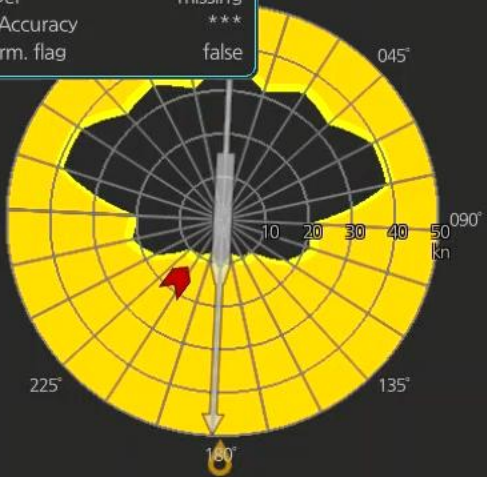 missing
Accuracy ***
rm. flag false
045°
10 20 30 40 50 090°
kn
225° 135°
180°